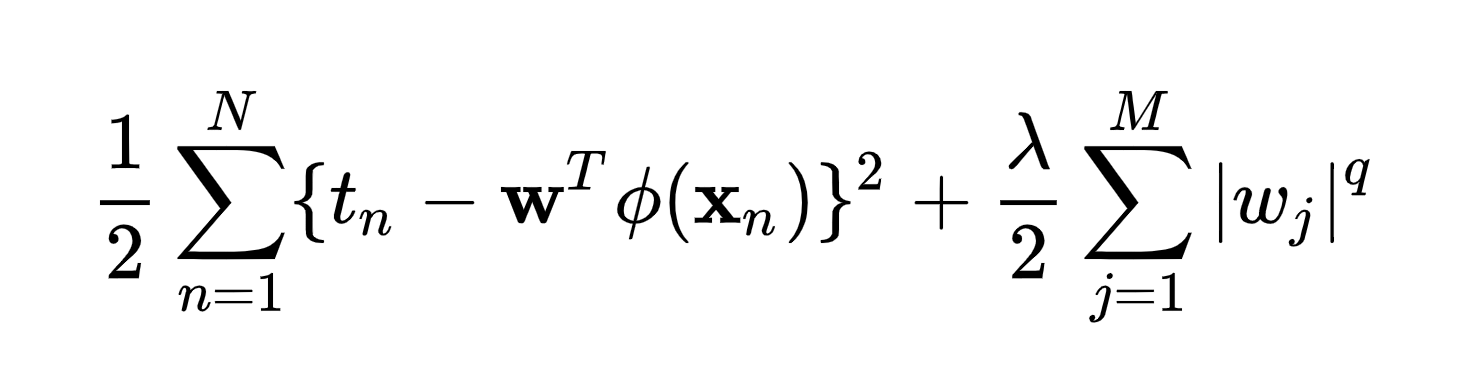 \frac{1}{2} \sum_{n=1}^{N} \{t_n - \mathbf{w}^T \phi(\mathbf{x}_n)\}^2 + \frac{\lambda}{2} \sum_{j=1}^{M} |w_j|^q